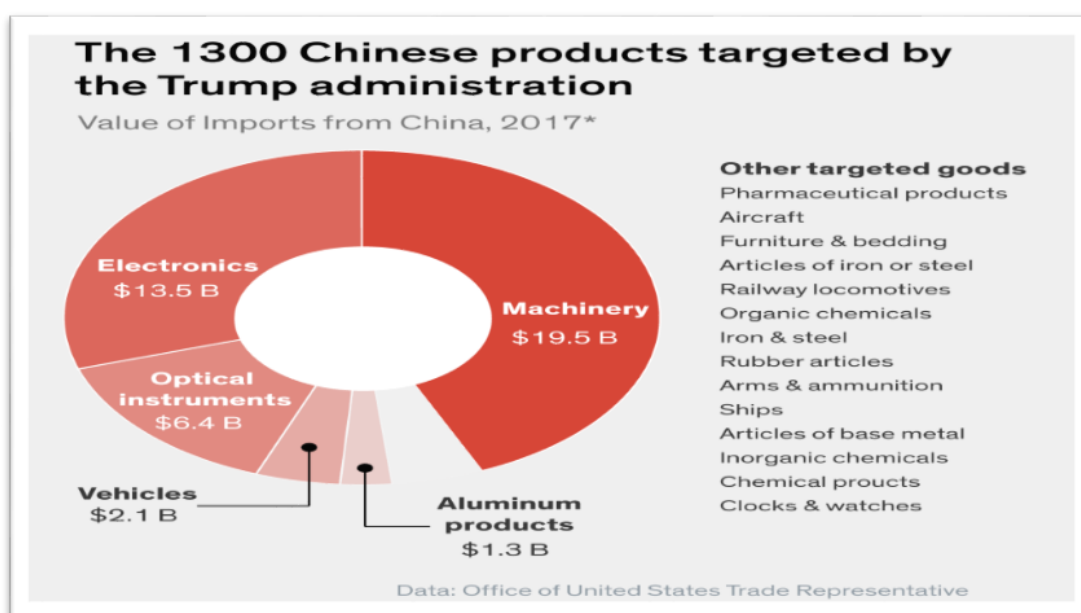 The 1300 Chinese products targeted by
the Trump administration
Value of Imports from China, 2017*
Electronics
$13.5 B
Machinery
$19.5 B
Optical
instruments
$6.4 B
Vehicles
$2.1 B
Aluminum
products
$1.3 B
Other targeted goods
Pharmaceutical products
Aircraft
Furniture & bedding
Articles of iron or steel
Railway locomotives
Organic chemicals
Iron & steel
Rubber articles
Arms & ammunition
Ships
Articles of base metal
Inorganic chemicals
Chemical proucts
Clocks & watches
Data: Office of United States Trade Representative